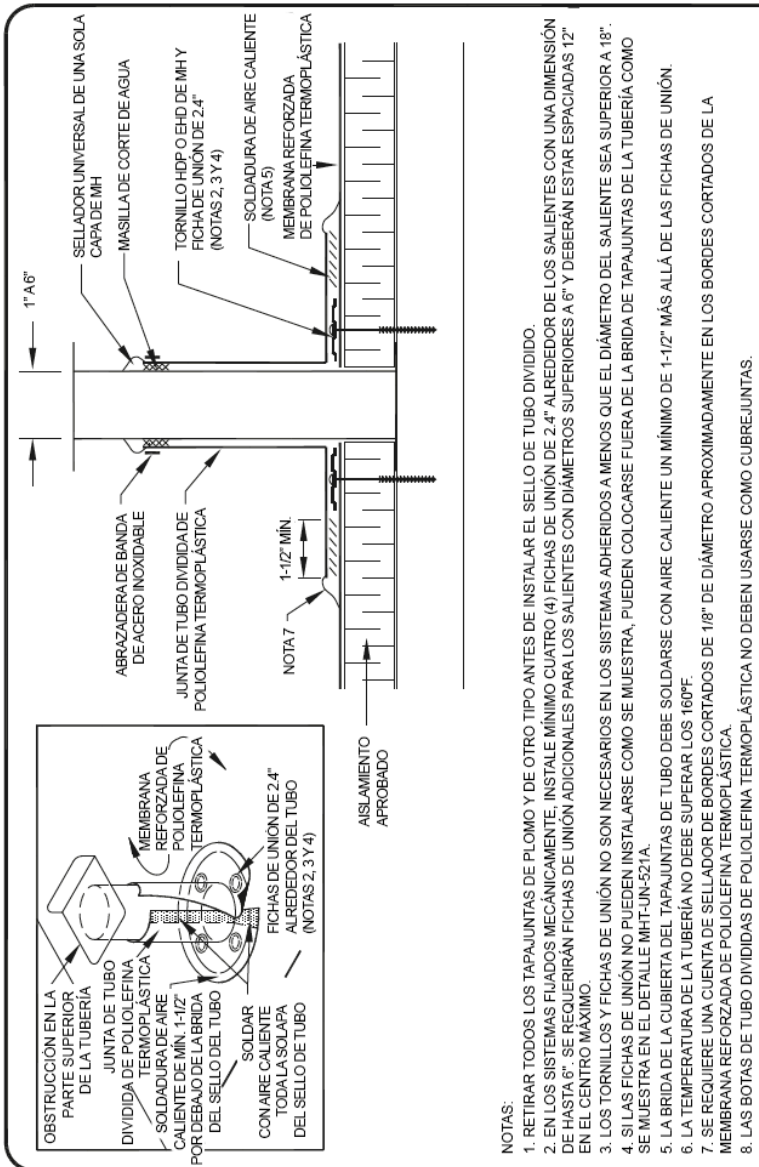 OBSTRUCCIÓN EN LA
PARTE SUPERIOR
DE LA TUBERÍA
JUNTA DE TUBO
DIVIDIDA DE POLIOLEFINA
TERMOPLÁSTICA
SOLDADURA DE AIRE
CALIENTE DE MÍN. 1-1/2"
POR DEBAJO DE LA BRIDA
DEL SELLO DEL TUBO
SOLDAR
CON AIRE CALIENTE
TODA LA SOLAPA
DEL SELLO DE TUBO
MEMBRANA
REFORZADA DE
POLIOLEFINA
TERMOPLÁSTICA
FICHAS DE UNIÓN DE 2.4"
ALREDEDOR DEL TUBO
(NOTAS 2, 3 Y 4)
1" A 6"
ABRAZADERA DE BANDA
DE ACERO INOXIDABLE
JUNTA DE TUBO DIVIDIDA DE
POLIOLEFINA TERMOPLÁSTICA
1-1/2" MÍN.
NOTA 7
AISLAMIENTO
APROBADO
SELLADOR UNIVERSAL DE UNA SOLA
CAPA DE MH
MASILLA DE CORTE DE AGUA
TORNILLO HDP O EHD DE MH Y
FICHA DE UNIÓN DE 2.4"
(NOTAS 2, 3 Y 4)
SOLDADURA DE AIRE CALIENTE
(NOTA 5)
MEMBRANA REFORZADA
DE POLIOLEFINA TERMOPLÁSTICA
NOTAS:
1. RETIRAR TODOS LOS TAPAJUNTAS DE PLOMO Y DE OTRO TIPO ANTES DE INSTALAR EL SELLO DE TUBO DIVIDIDO.
2. EN LOS SISTEMAS FIJADOS MECÁNICAMENTE, INSTALE MÍNIMO CUATRO (4) FICHAS DE UNIÓN DE 2.4" ALREDEDOR DE LOS SALIENTES CON UNA DIMENSIÓN
DE HASTA 6". SE REQUERIRÁN FICHAS DE UNIÓN ADICIONALES PARA LOS SALIENTES CON DIÁMETROS SUPERIORES A 6" Y DEBERÁN ESTAR ESPACIADAS 12"
EN EL CENTRO MÁXIMO.
3. LOS TORNILLOS Y FICHAS DE UNIÓN NO SON NECESARIOS EN LOS SISTEMAS ADHERIDOS A MENOS QUE EL DIÁMETRO DEL SALIENTE SEA SUPERIOR A 18".
4. SI LAS FICHAS DE UNIÓN NO PUEDEN INSTALARSE COMO SE MUESTRA, PUEDEN COLOCARSE FUERA DE LA BRIDA DE TAPAJUNTAS DE LA TUBERÍA COMO
SE MUESTRA EN EL DETALLE MHT-UN-521A.
5. LA BRIDA DE LA CUBIERTA DEL TAPAJUNTAS DE TUBO DEBE SOLDARSE CON AIRE CALIENTE UN MÍNIMO DE 1-1/2" MÁS ALLÁ DE LAS FICHAS DE UNIÓN.
6. LA TEMPERATURA DE LA TUBERÍA NO DEBE SUPERAR LOS 160°F.
7. SE REQUIERE UNA CUENTA DE SELLADOR DE BORDES CORTADOS DE 1/8" DE DIÁMETRO APROXIMADAMENTE EN LOS BORDES CORTADOS DE LA
MEMBRANA REFORZADA DE POLIOLEFINA TERMOPLÁSTICA.
8. LAS BOTAS DE TUBO DIVIDIDAS DE POLIOLEFINA TERMOPLÁSTICA NO DEBEN USARSE COMO CUBREJUNTAS.